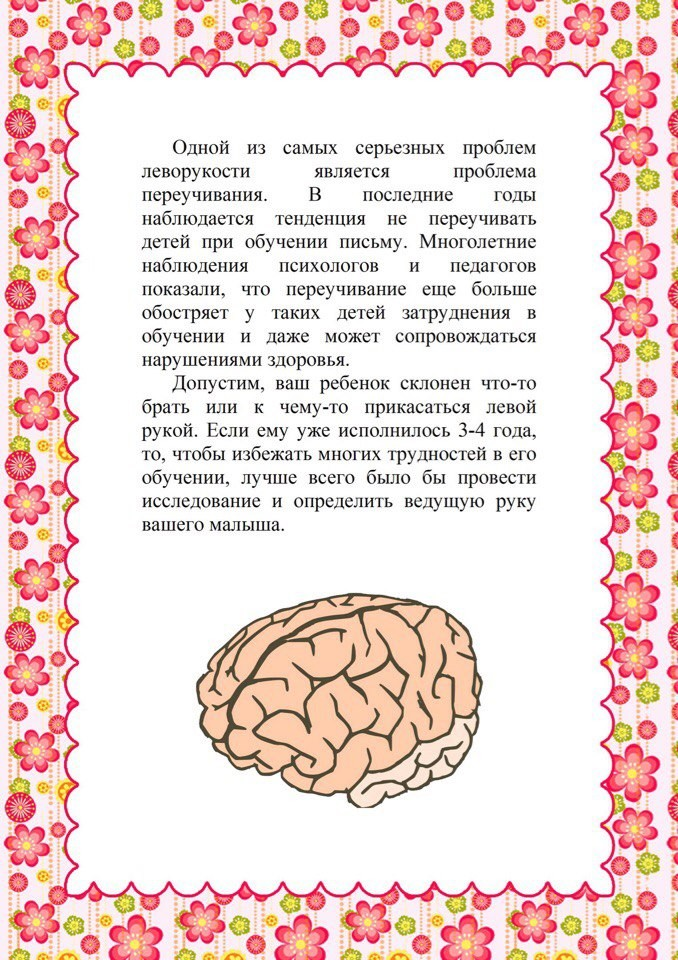 Одной из самых серьезных проблем
леворукости является проблема
переучивания. В последние годы
наблюдается тенденция не переучивать
детей при обучении письму. Многолетние
наблюдения психологов и педагогов
показали, что переучивание еще больше
обостряет у таких детей затруднения в
обучении и даже может сопровождаться
нарушениями здоровья.
Допустим, ваш ребенок склонен что-то
брать или к чему-то прикасаться левой
рукой. Если ему уже исполнилось 3-4 года,
то, чтобы избежать многих трудностей в его
обучении, лучше всего было бы провести
исследование и определить ведущую руку
вашего малыша.